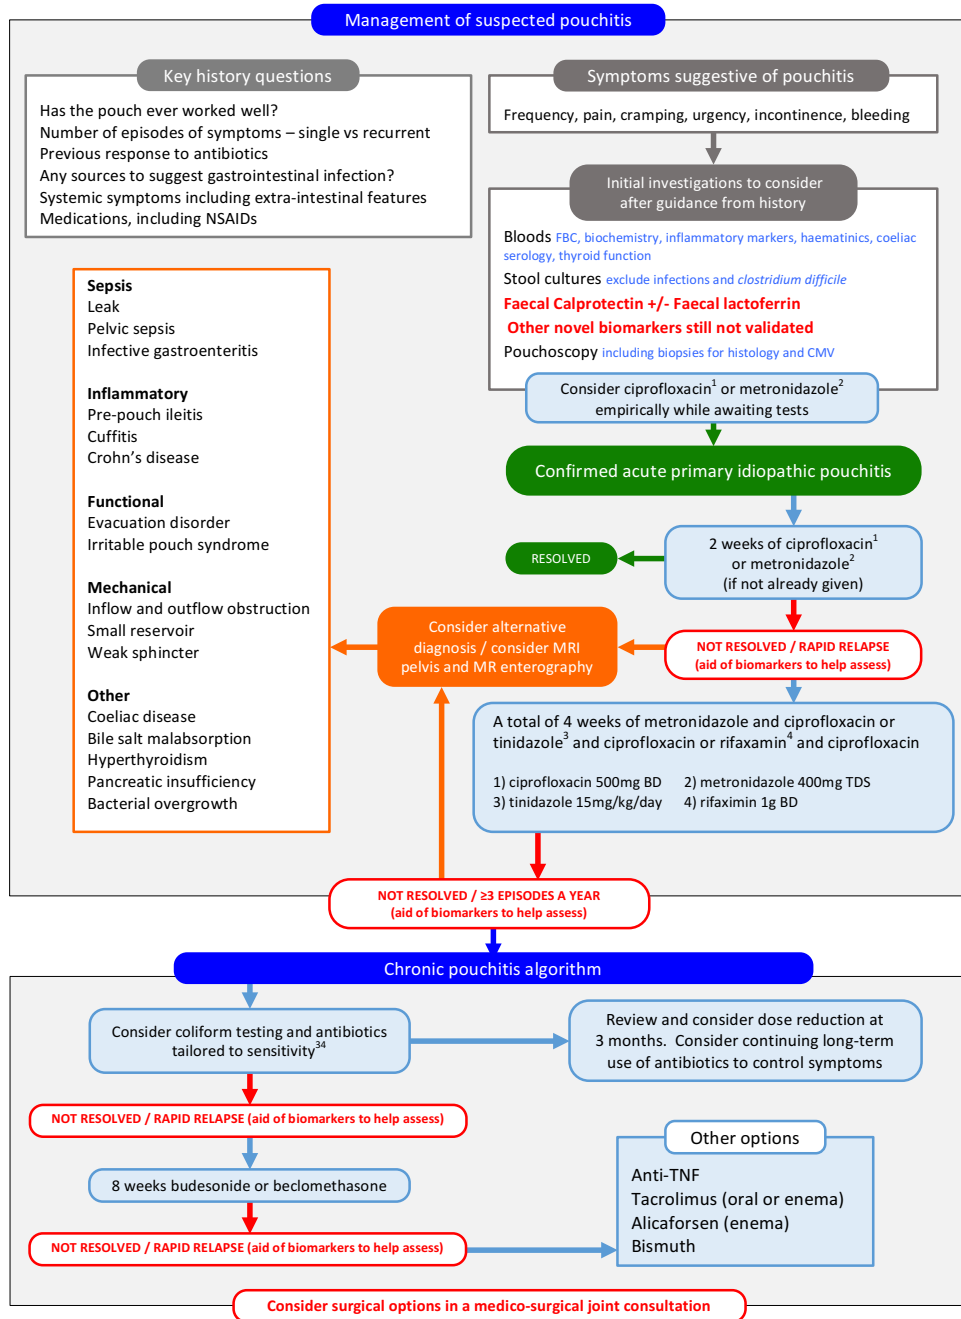 Management of suspected pouchitis
Key history questions
Has the pouch ever worked well?
Number of episodes of symptoms – single vs recurrent
Previous response to antibiotics
Any sources to suggest gastrointestinal infection?
Systemic symptoms including extra-intestinal features
Medications, including NSAIDs
Symptoms suggestive of pouchitis
Frequency, pain, cramping, urgency, incontinence, bleeding
Initial investigations to consider
after guidance from history
Bloods FBC, biochemistry, inflammatory markers, haematinics, coeliac
serology, thyroid function
Stool cultures exclude infections and clostridium difficile
Faecal Calprotectin +/- Faecal lactoferrin
Other novel biomarkers still not validated
Pouchoscopy including biopsies for histology and CMV
Consider ciprofloxacin1 or metronidazole2
empirically while awaiting tests
Confirmed acute primary idiopathic pouchitis
2 weeks of ciprofloxacin1
or metronidazole2
(if not already given)
RESOLVED
NOT RESOLVED / RAPID RELAPSE
(aid of biomarkers to help assess)
Consider alternative
diagnosis / consider MRI
pelvis and MR enterography
Sepsis
Leak
Pelvic sepsis
Infective gastroenteritis
Inflammatory
Pre-pouch ileitis
Cuffitis
Crohn's disease
Functional
Evacuation disorder
Irritable pouch syndrome
Mechanical
Inflow and outflow obstruction
Small reservoir
Weak sphincter
Other
Coeliac disease
Bile salt malabsorption
Hyperthyroidism
Pancreatic insufficiency
Bacterial overgrowth
A total of 4 weeks of metronidazole and ciprofloxacin or
tinidazole3 and ciprofloxacin or rifaxamin4 and ciprofloxacin
1) ciprofloxacin 500mg BD 2) metronidazole 400mg TDS
3) tinidazole 15mg/kg/day 4) rifaximin 1g BD
NOT RESOLVED / ≥3 EPISODES A YEAR
(aid of biomarkers to help assess)
Chronic pouchitis algorithm
Consider coliform testing and antibiotics
tailored to sensitivity34
Review and consider dose reduction at
3 months. Consider continuing long-term
use of antibiotics to control symptoms
NOT RESOLVED / RAPID RELAPSE (aid of biomarkers to help assess)
8 weeks budesonide or beclomethasone
NOT RESOLVED / RAPID RELAPSE (aid of biomarkers to help assess)
Other options
Anti-TNF
Tacrolimus (oral or enema)
Alicaforsen (enema)
Bismuth
Consider surgical options in a medico-surgical joint consultation